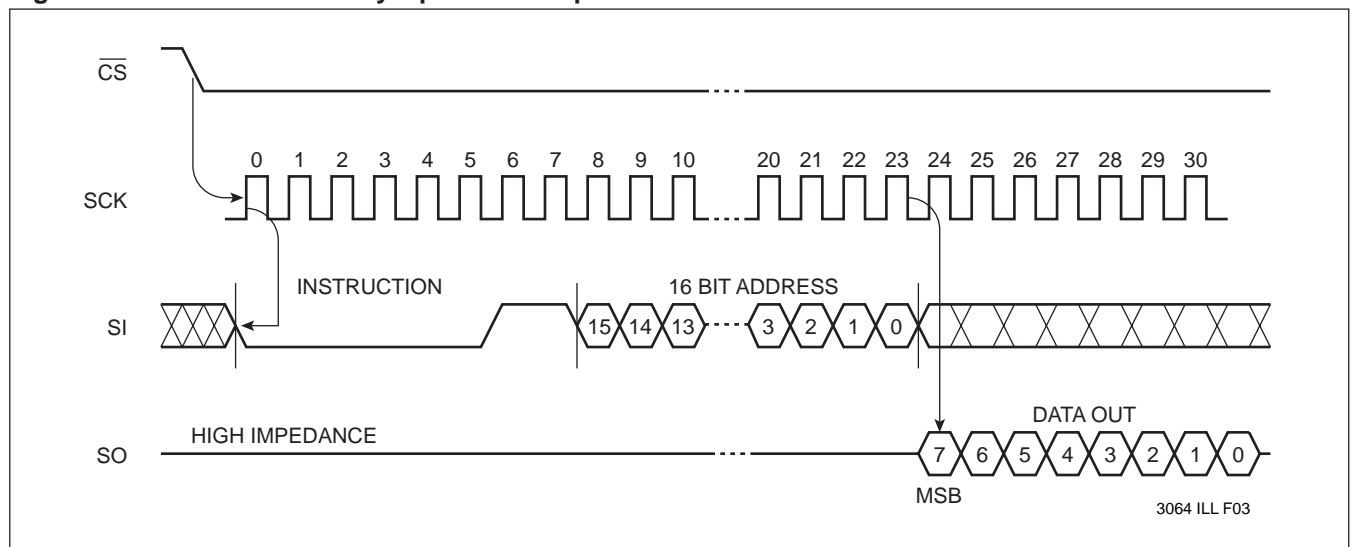 CS
0 1 2 3 4 5 6 7 8 9 10 20 21 22 23 24 25 26 27 28 29 30
SCK
INSTRUCTION 16 BIT ADDRESS
SI 15 14 13 3 2 1 0
DATA OUT
HIGH IMPEDANCE
SO 7 6 5 4 3 2 1 0
MSB
3064 ILL F03